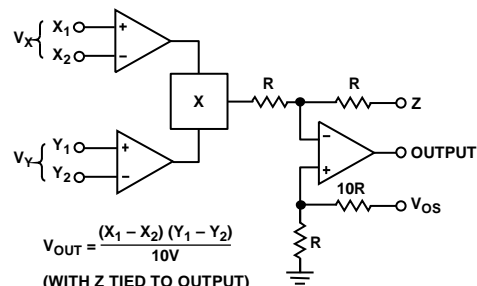 V_X { X_1 +
X_2 −
R R
X Z
V_Y { Y_1 +
Y_2 −
− OUTPUT
+
10R V_OS
R
V_OUT = (X_1 − X_2) (Y_1 − Y_2) / 10V
(WITH Z TIED TO OUTPUT)